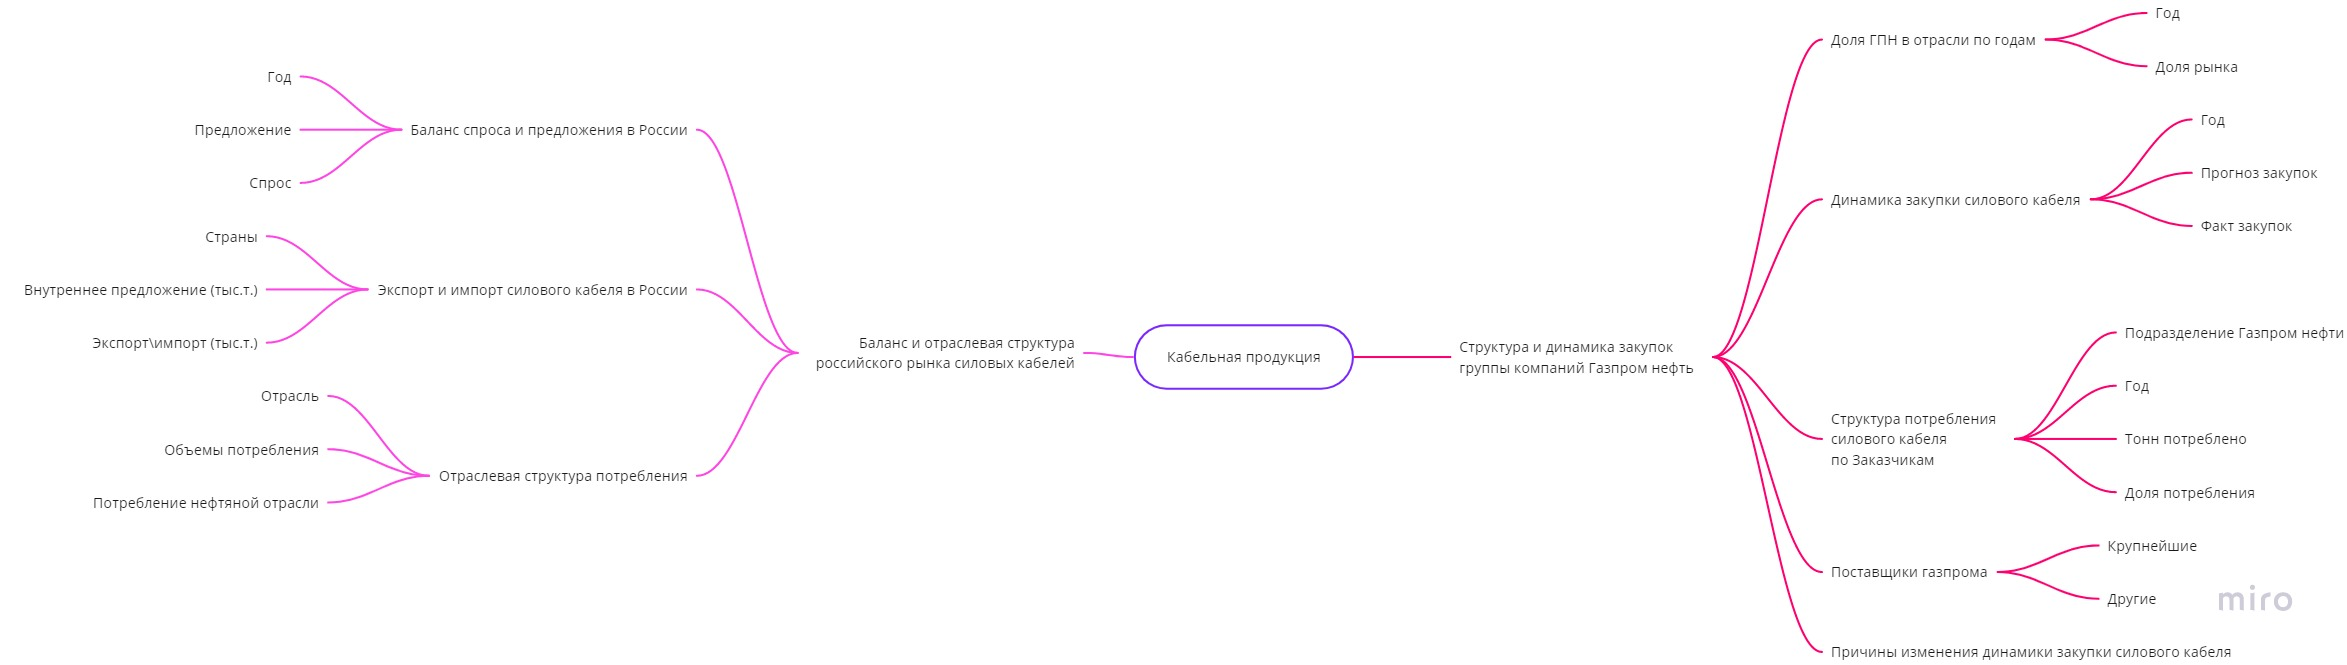 Кабельная продукция
Баланс и отраслевая структура
российского рынка силовых кабелей
Баланс спроса и предложения в России
Год
Предложение
Спрос
Экспорт и импорт силового кабеля в России
Страны
Внутреннее предложение (тыс.т.)
Экспорт\импорт (тыс.т.)
Отраслевая структура потребления
Отрасль
Объемы потребления
Потребление нефтяной отрасли
Структура и динамика закупок
группы компаний Газпром нефть
Доля ГПН в отрасли по годам
Год
Доля рынка
Динамика закупки силового кабеля
Год
Прогноз закупок
Факт закупок
Структура потребления
силового кабеля
по Заказчикам
Подразделение Газпром нефти
Год
Тонн потреблено
Доля потребления
Поставщики газпрома
Крупнейшие
Другие
Причины изменения динамики закупки силового кабеля
miro